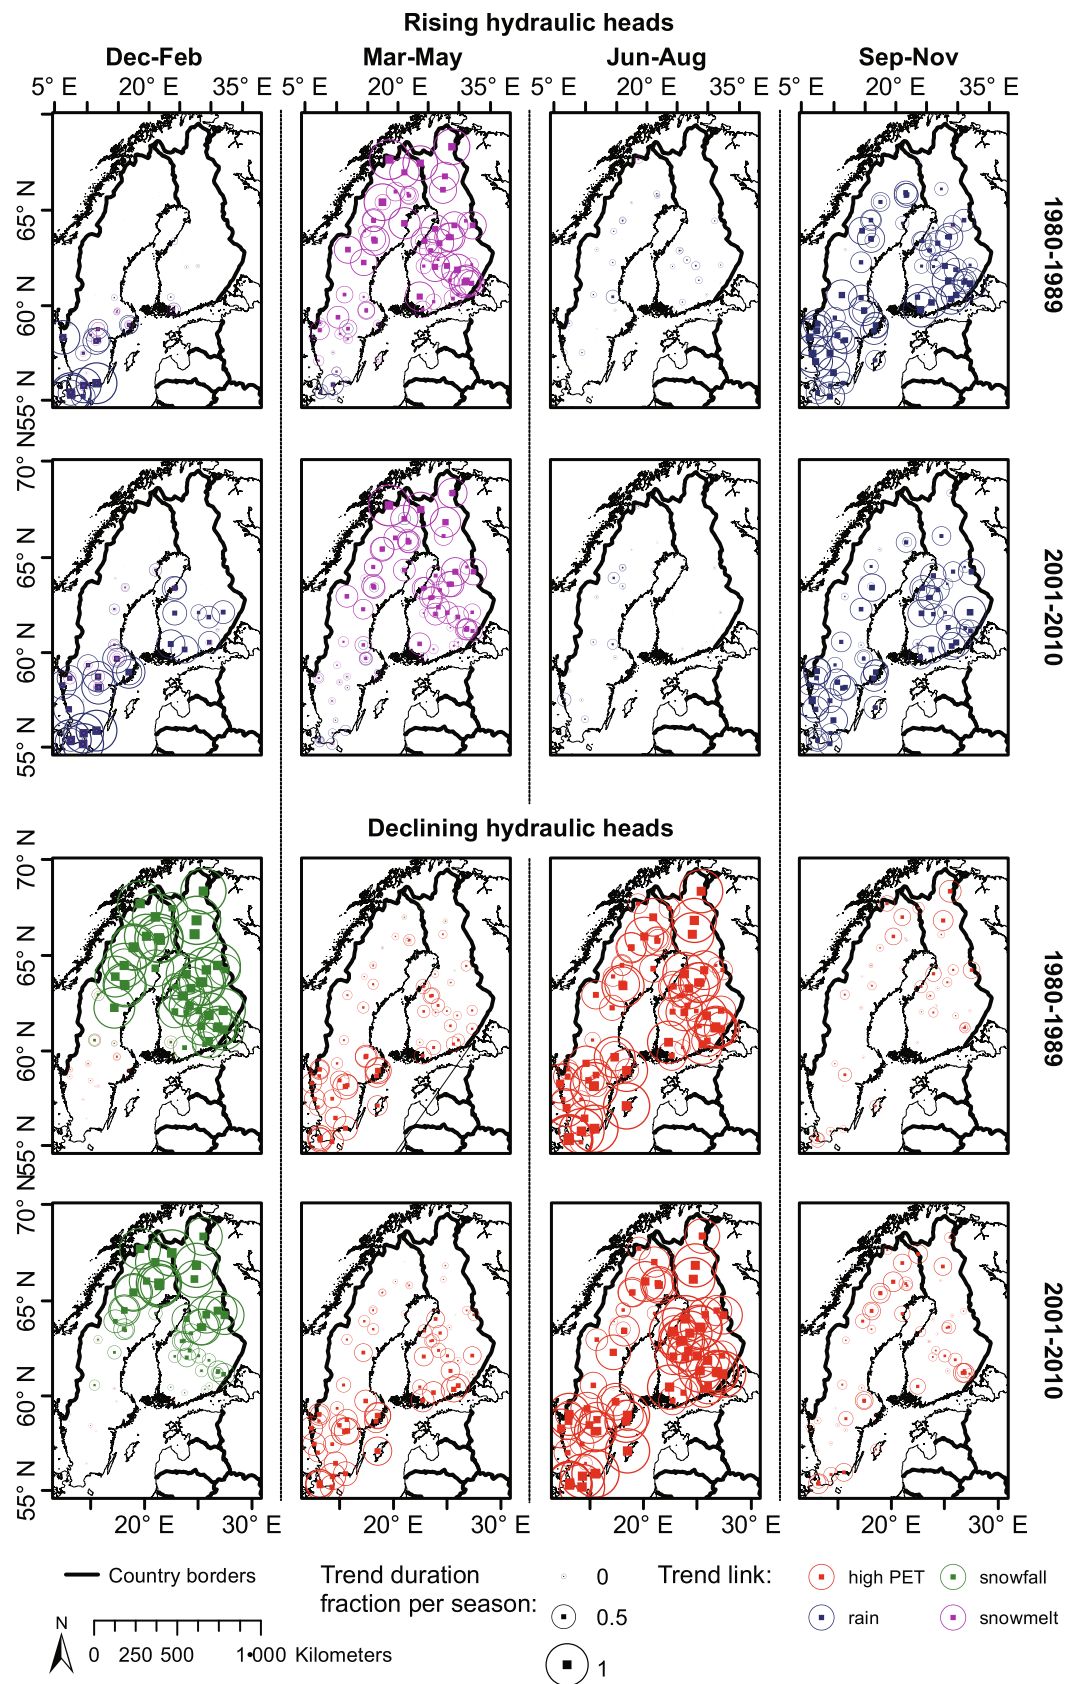 Rising hydraulic heads
Dec-Feb Mar-May Jun-Aug Sep-Nov
5° E 20° E 35° E 5° E 20° E 35° E 5° E 20° E 35° E 5° E 20° E 35° E
65° N
60° N
55° N
1980-1989
70° N
65° N
60° N
55° N
2001-2010
Declining hydraulic heads
70° N
65° N
60° N
55° N
1980-1989
70° N
65° N
60° N
55° N
2001-2010
20° E 30° E 20° E 30° E 20° E 30° E 20° E 30° E
Country borders
N
0 250 500 1•000 Kilometers
Trend duration
fraction per season:
0
0.5
1
Trend link:
high PET
snowfall
rain
snowmelt